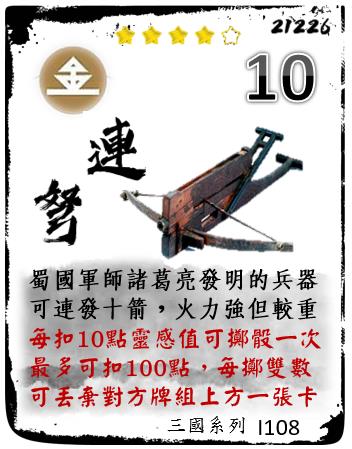 21226
金
10
連弩
蜀國軍師諸葛亮發明的兵器
可連發十箭，火力強但較重
每扣10點靈感值可擲骰一次
最多可扣100點，每擲雙數
可丟棄對方牌組上方一張卡
三國系列 I108